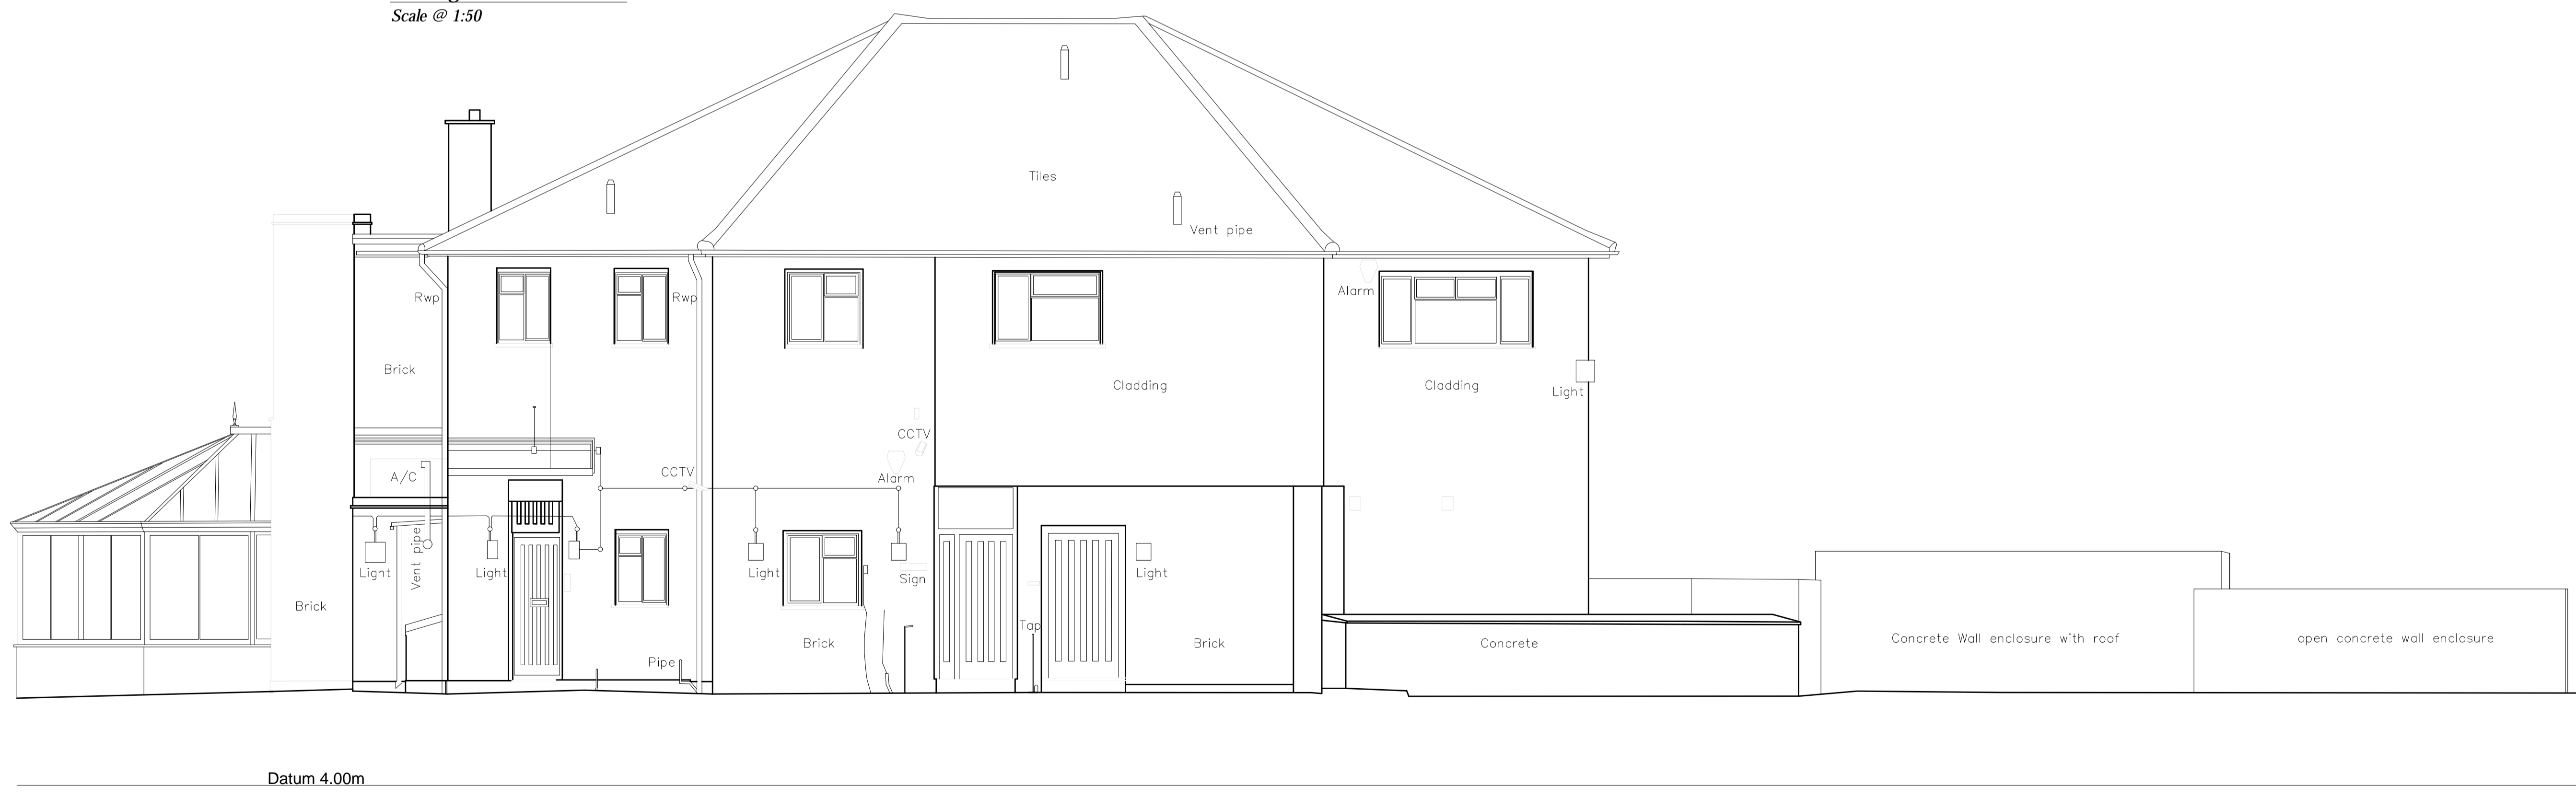 Scale @ 1:50
Tiles
Vent pipe
Rwp
Rwp
Alarm
Brick
Cladding
Cladding
Light
CCTV
CCTV
A/C
Alarm
Vent pipe
Light
Light
Light
Sign
Light
Brick
Tap
Brick
Brick
Concrete
Concrete Wall enclosure with roof
open concrete wall enclosure
Pipe
Datum 4.00m